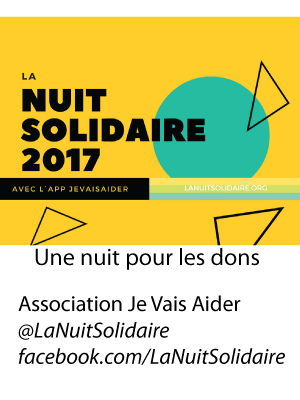 LA
NUIT
SOLIDAIRE
2017
AVEC L'APP JEVAISAIDER
LANUITSOLIDAIRE.ORG
Une nuit pour les dons
Association Je Vais Aider
@LaNuitSolidaire
facebook.com/LaNuitSolidaire